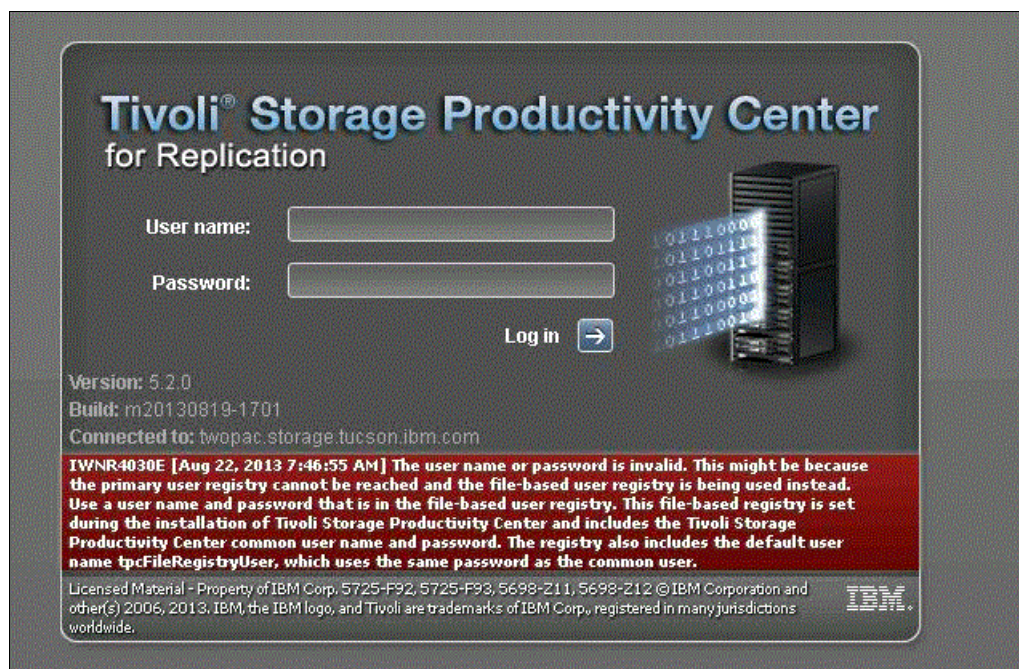 Tivoli® Storage Productivity Center
for Replication
User name:
Password:
Log in
Version: 5.2.0
Build: m20130819-1701
Connected to: twopac.storage.tucson.ibm.com
IWNR4030E [Aug 22, 2013 7:46:55 AM] The user name or password is invalid. This might be because
the primary user registry cannot be reached and the file-based user registry is being used instead.
Use a user name and password that is in the file-based user registry. This file-based registry is set
during the installation of Tivoli Storage Productivity Center and includes the Tivoli Storage
Productivity Center common user name and password. The registry also includes the default user
name tpcFileRegistryUser, which uses the same password as the common user.
Licensed Material - Property of IBM Corp. 5725-F92, 5725-F93, 5698-Z11, 5698-Z12 © IBM Corporation and
other(s) 2006, 2013. IBM, the IBM logo, and Tivoli are trademarks of IBM Corp., registered in many jurisdictions
worldwide.
IBM.